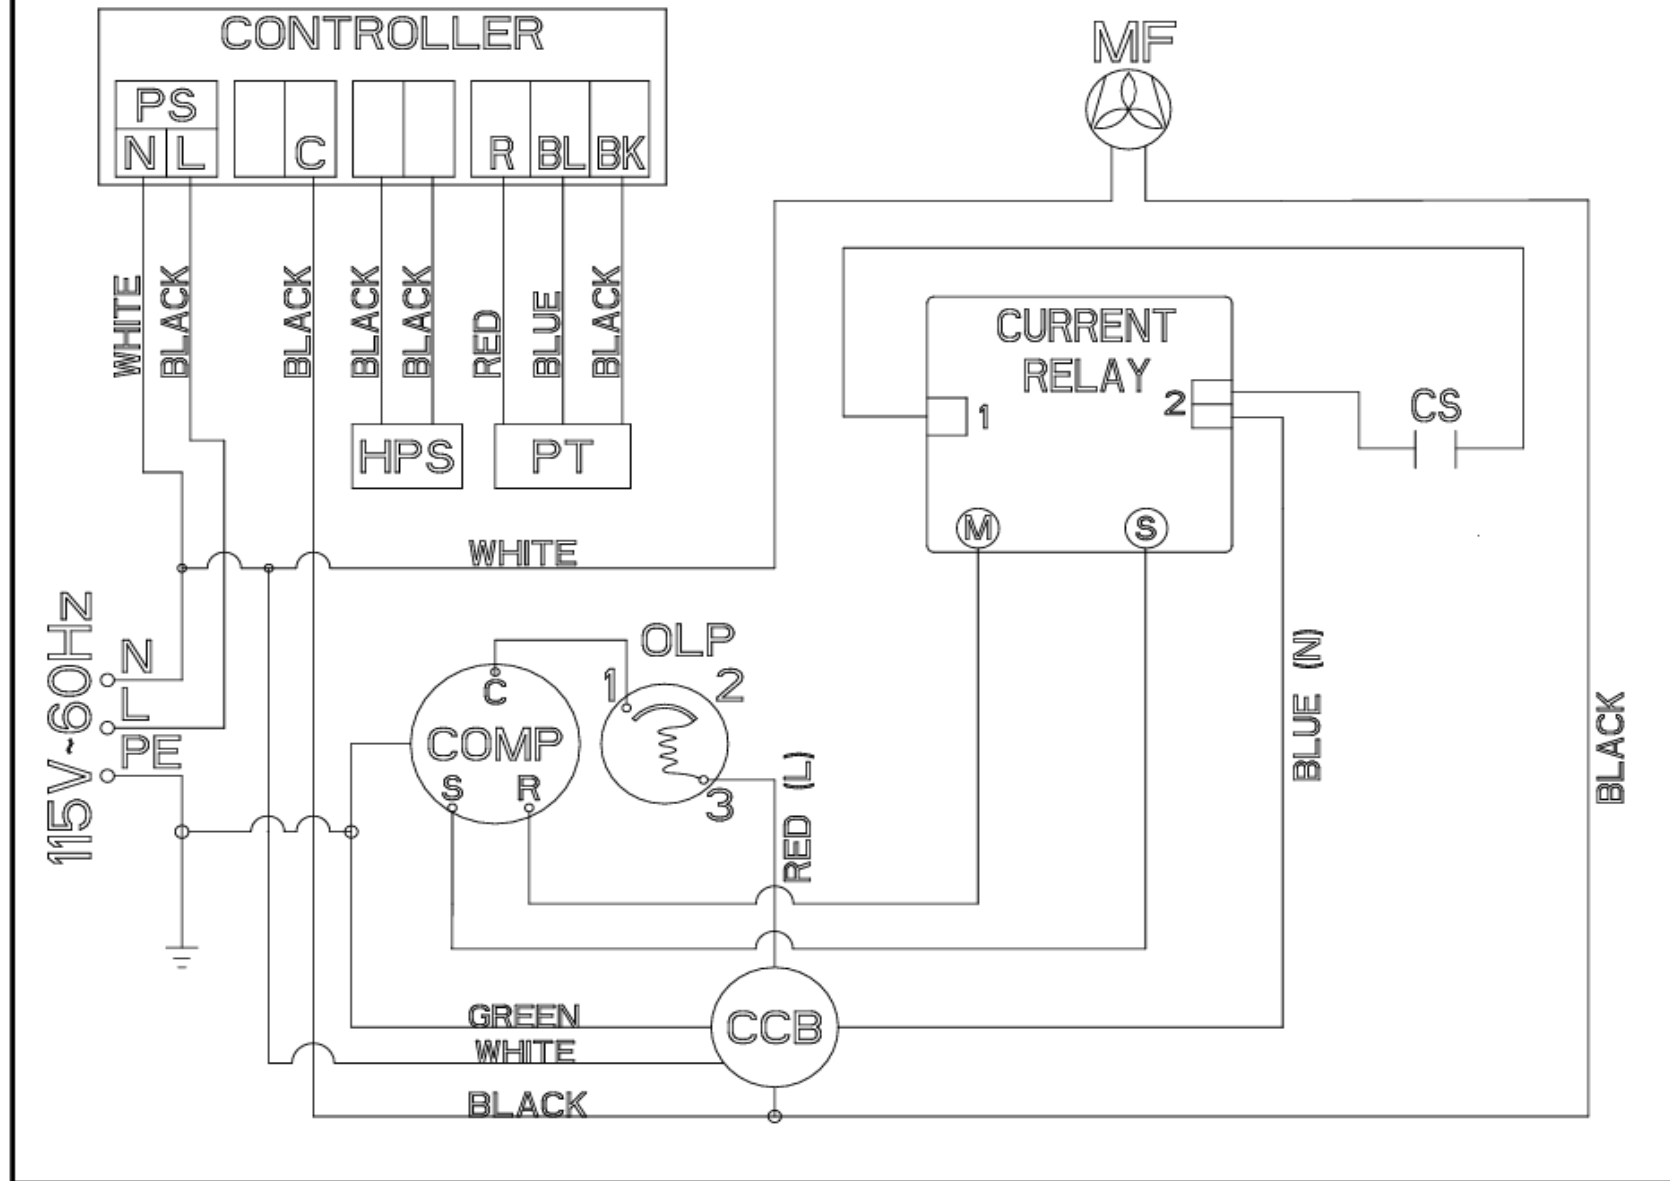 CONTROLLER
MF
PS
N L
C
R BL BK
WHITE
BLACK
BLACK
BLACK
BLACK
RED
BLUE
BLACK
CURRENT
RELAY
1
2
CS
HPS
PT
M
S
WHITE
115V~60Hz
N
L
PE
OLP
1
2
3
C
COMP
S
R
RED (L)
BLUE (N)
BLACK
GREEN
WHITE
BLACK
CCB